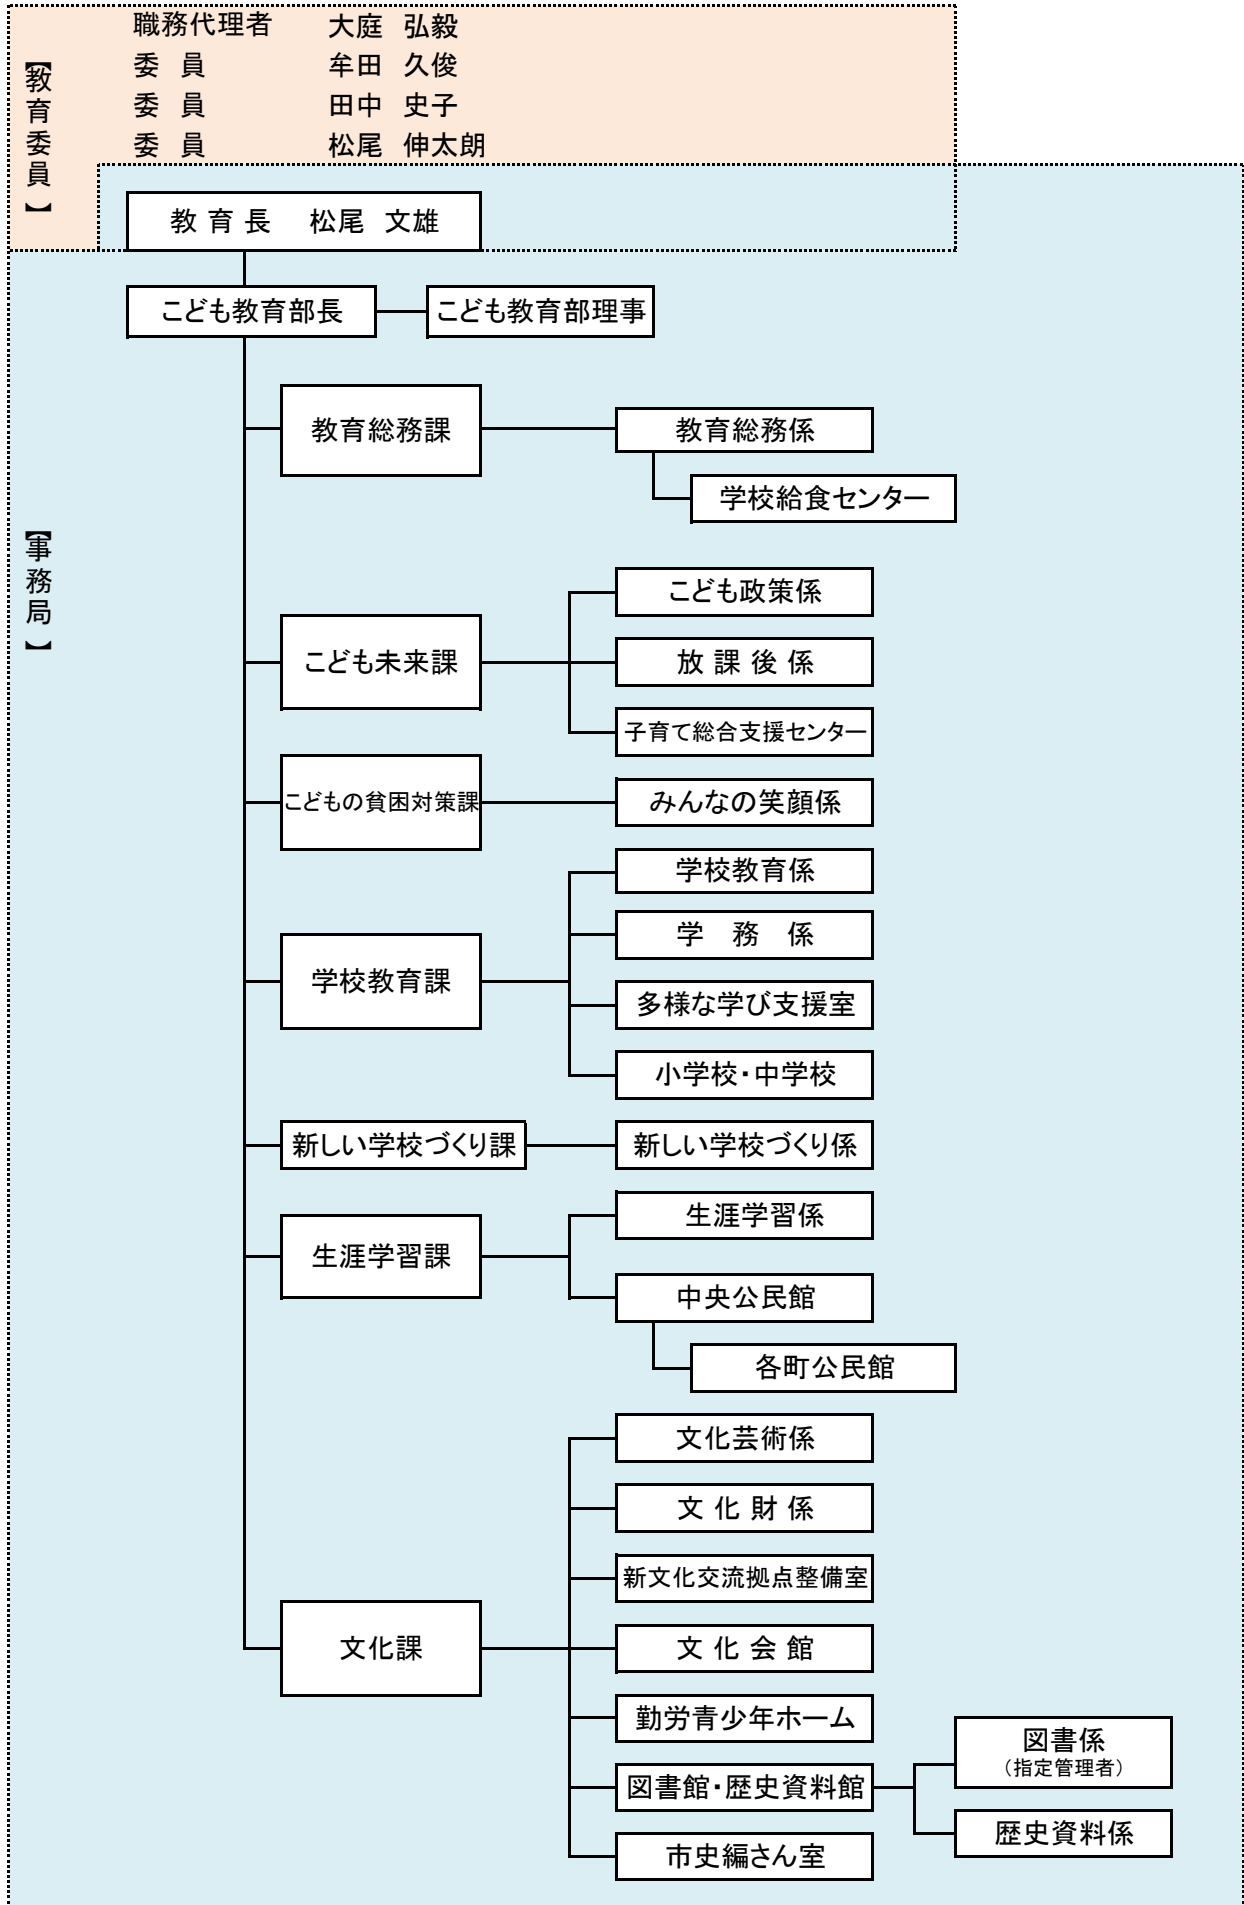 【教育委員】
職務代理者　大庭　弘毅
委　員　牟田　久俊
委　員　田中　史子
委　員　松尾　伸太朗
教 育 長　松尾　文雄
【事務局】
こども教育部長
こども教育部理事
教育総務課
教育総務係
学校給食センター
こども未来課
こども政策係
放 課 後 係
子育て総合支援センター
こどもの貧困対策課
みんなの笑顔係
学校教育課
学校教育係
学　務　係
多様な学び支援室
小学校・中学校
新しい学校づくり課
新しい学校づくり係
生涯学習課
生涯学習係
中央公民館
各町公民館
文化課
文化芸術係
文 化 財 係
新文化交流拠点整備室
文 化 会 館
勤労青少年ホーム
図書館・歴史資料館
図書係
（指定管理者）
歴史資料係
市史編さん室